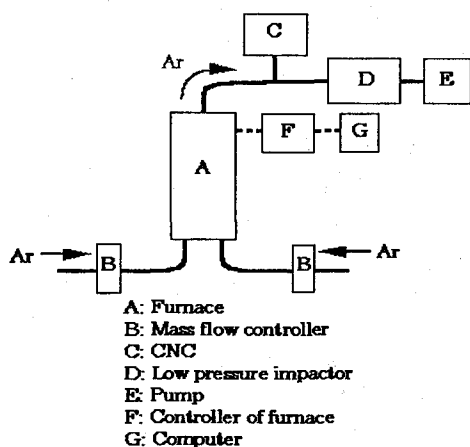 C
Ar
D
E
F
G
A
Ar
B
B
Ar
A: Furnace
B: Mass flow controller
C: CNC
D: Low pressure impactor
E: Pump
F: Controller of furnace
G: Computer